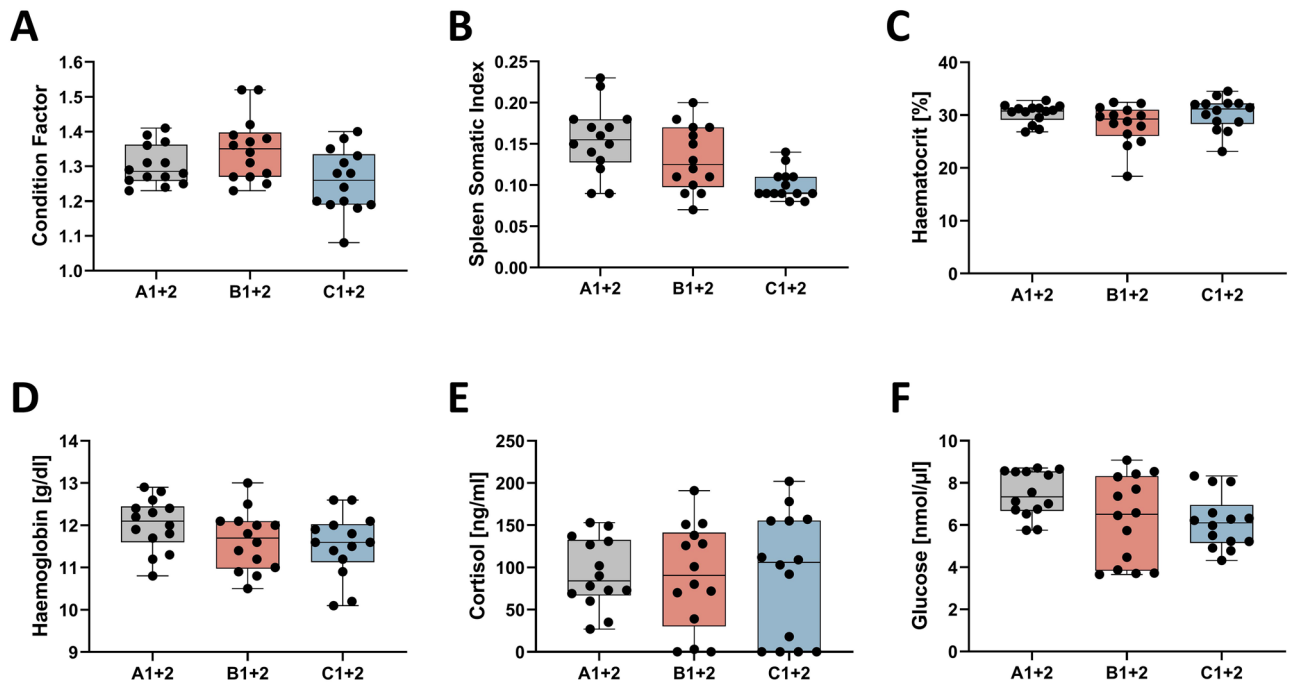 A
Condition Factor
1.6
1.5
1.4
1.3
1.2
1.1
1.0
A1+2 B1+2 C1+2
B
Spleen Somatic Index
0.25
0.20
0.15
0.10
0.05
0.00
A1+2 B1+2 C1+2
C
Haematocrit [%]
40
30
20
10
0
A1+2 B1+2 C1+2
D
Haemoglobin [g/dl]
14
13
12
11
10
9
A1+2 B1+2 C1+2
E
Cortisol [ng/ml]
250
200
150
100
50
0
A1+2 B1+2 C1+2
F
Glucose [nmol/µl]
10
8
6
4
2
0
A1+2 B1+2 C1+2